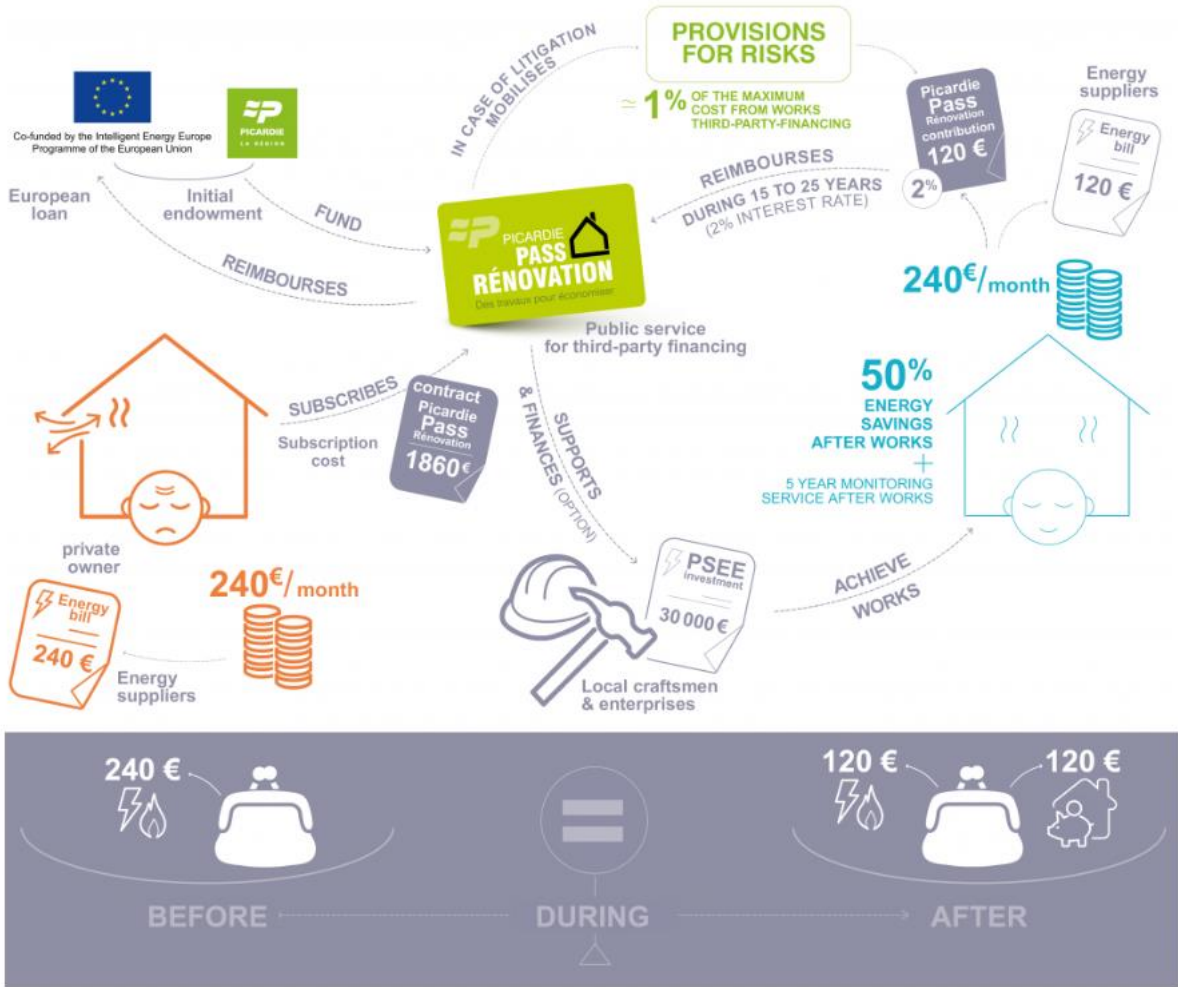 IN CASE OF LITIGATION
MOBILISES
PROVISIONS
FOR RISKS
≃ 1% OF THE MAXIMUM
COST FROM WORKS
THIRD-PARTY-FINANCING
Picardie
Pass
Rénovation
contribution
120 €
2%
Energy
suppliers
Energy
bill
120 €
Co-funded by the Intelligent Energy Europe
Programme of the European Union
PICARDIE
LA RÉGION
European
loan
Initial
endowment
FUND
REIMBOURSES
REIMBOURSES
DURING 15 TO 25 YEARS
(2% INTEREST RATE)
PICARDIE
PASS
RÉNOVATION
Des travaux pour économiser
Public service
for third-party financing
240€/month
50%
ENERGY
SAVINGS
AFTER WORKS
+
5 YEAR MONITORING
SERVICE AFTER WORKS
SUBSCRIBES
Subscription
cost
contract
Picardie
Pass
Rénovation
1860€
SUPPORTS
& FINANCES (OPTION)
private
owner
240€/month
Energy
bill
240 €
Energy
suppliers
PSEE
investment
30 000 €
Local craftsmen
& enterprises
ACHIEVE
WORKS
240 €
120 €
120 €
BEFORE
DURING
AFTER